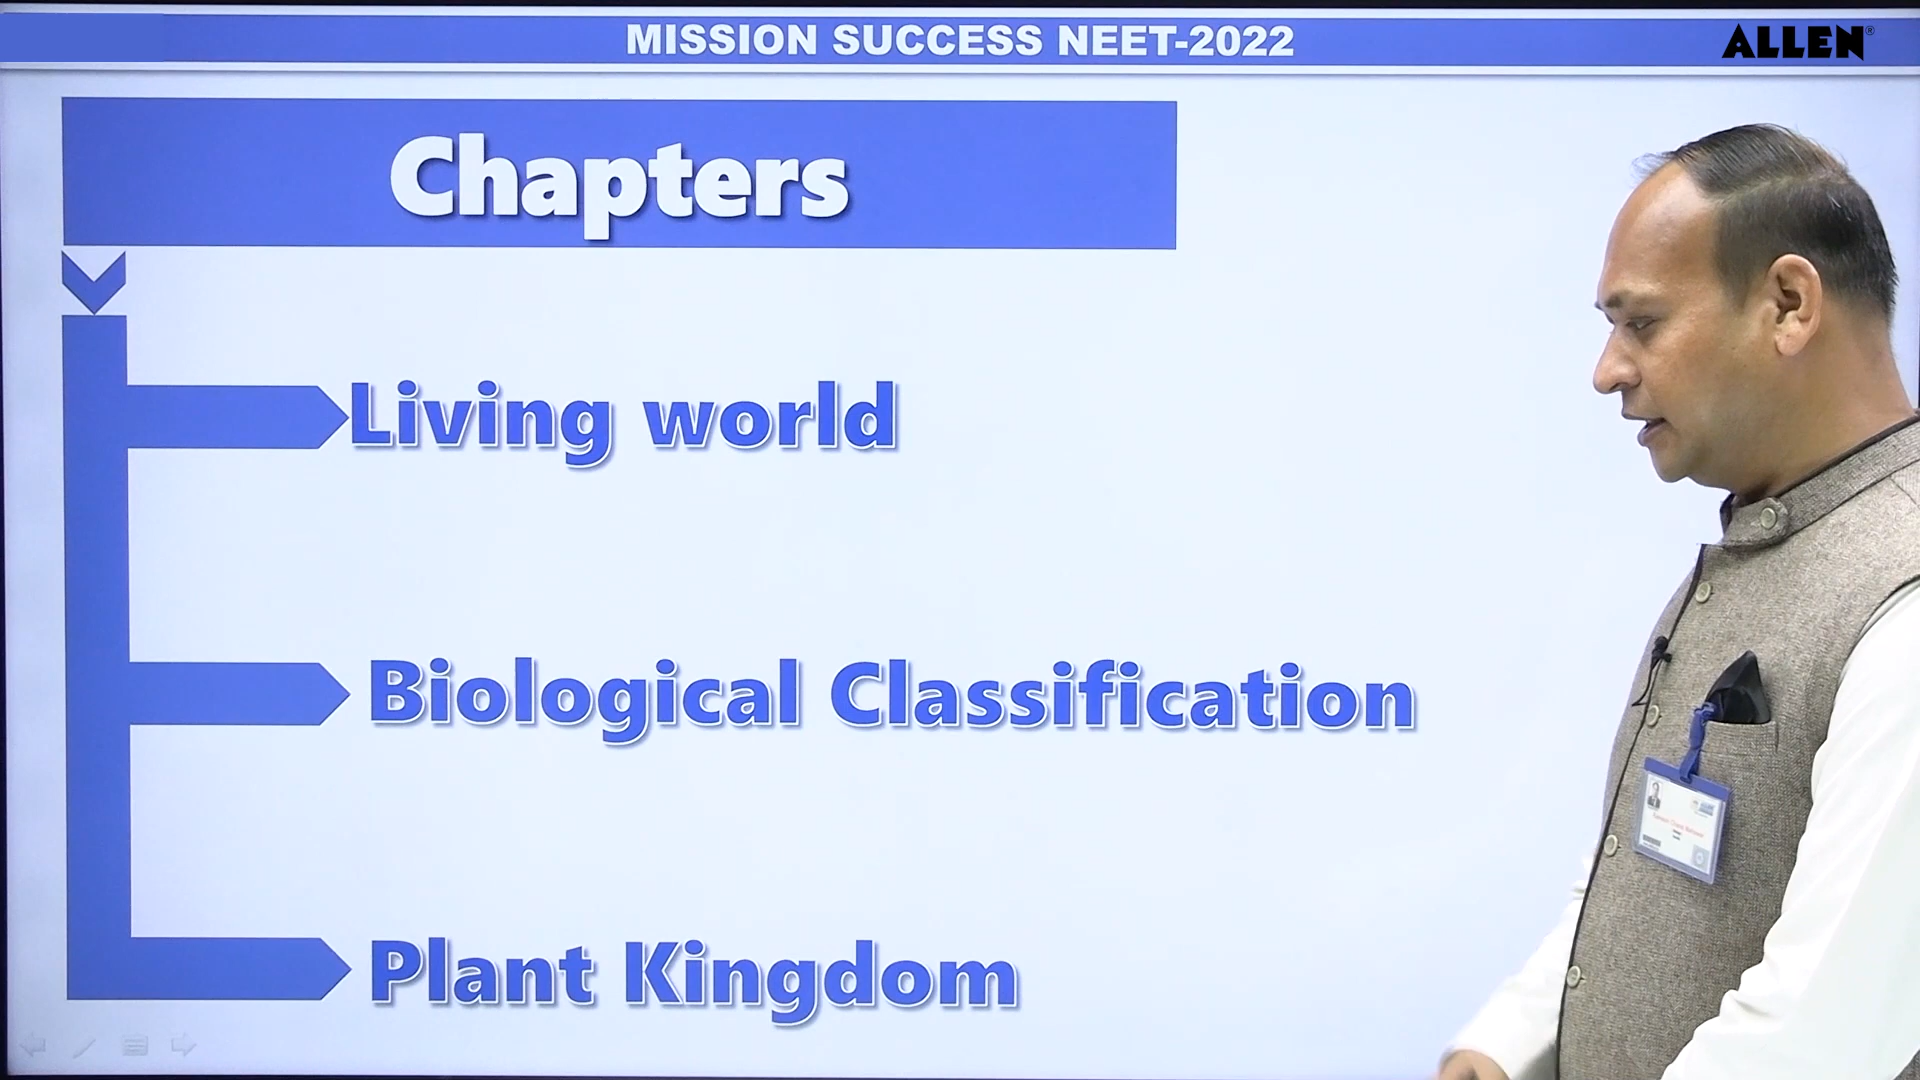 MISSION SUCCESS NEET-2022
ALLEN®
Chapters
Living world
Biological Classification
Plant Kingdom